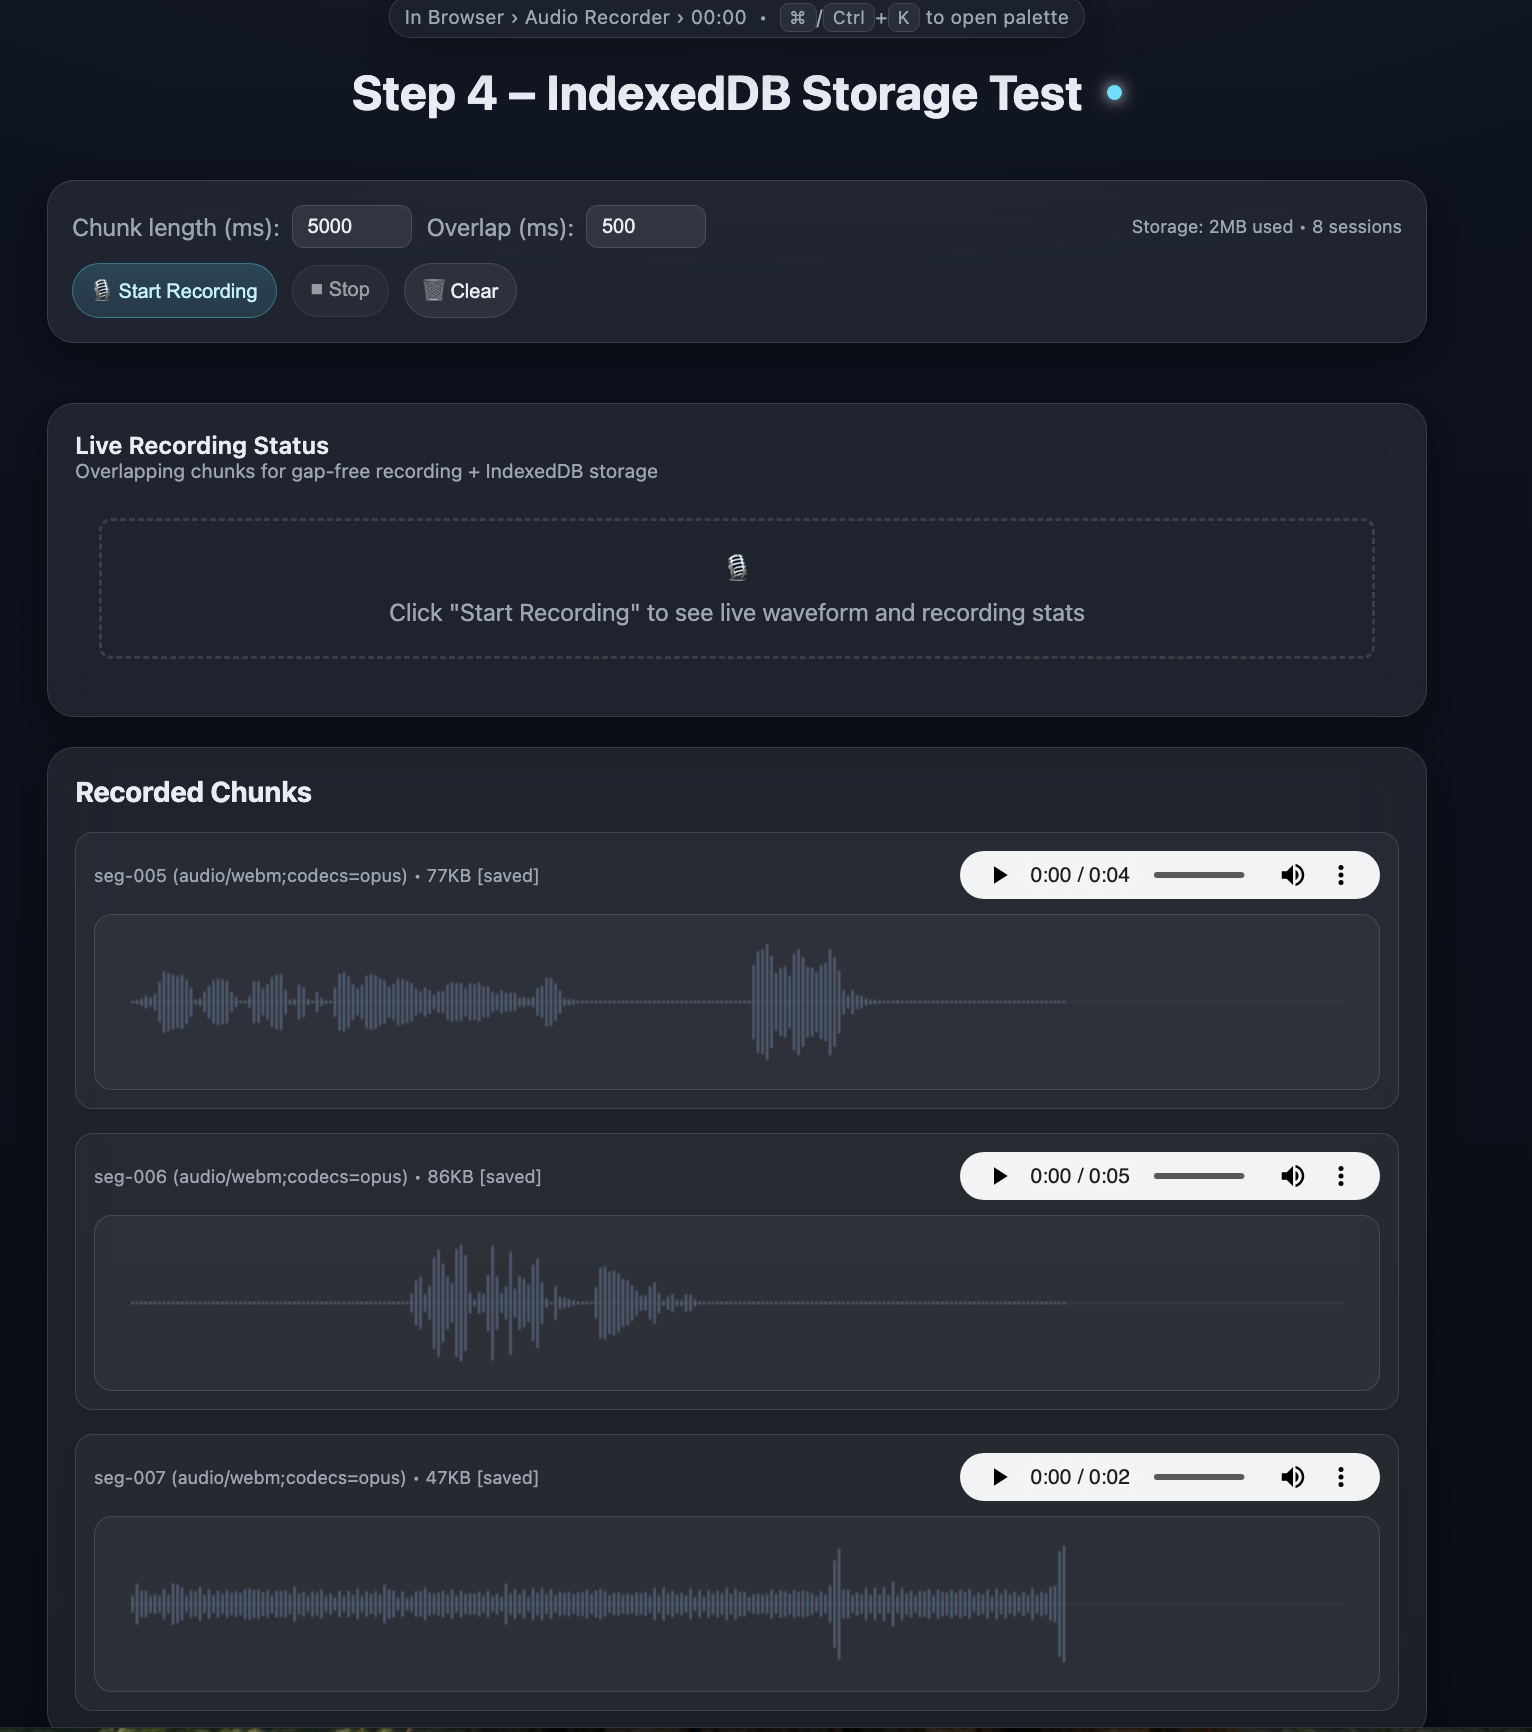 In Browser › Audio Recorder › 00:00 • ⌘/Ctrl+K to open palette
Step 4 – IndexedDB Storage Test
Chunk length (ms): 5000 Overlap (ms): 500
Storage: 2MB used • 8 sessions
Start Recording Stop Clear
Live Recording Status
Overlapping chunks for gap-free recording + IndexedDB storage
Click "Start Recording" to see live waveform and recording stats
Recorded Chunks
seg-005 (audio/webm;codecs=opus) • 77KB [saved]
0:00 / 0:04
seg-006 (audio/webm;codecs=opus) • 86KB [saved]
0:00 / 0:05
seg-007 (audio/webm;codecs=opus) • 47KB [saved]
0:00 / 0:02